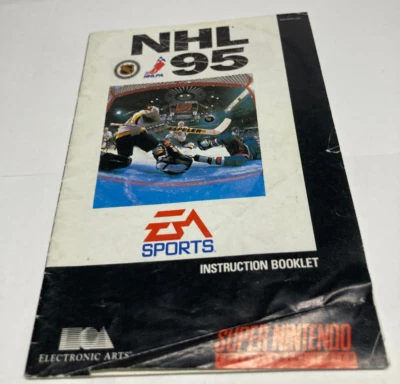 NHL
'95
NHLPA
EA
SPORTS
INSTRUCTION BOOKLET
ELECTRONIC ARTS
SUPER NINTENDO